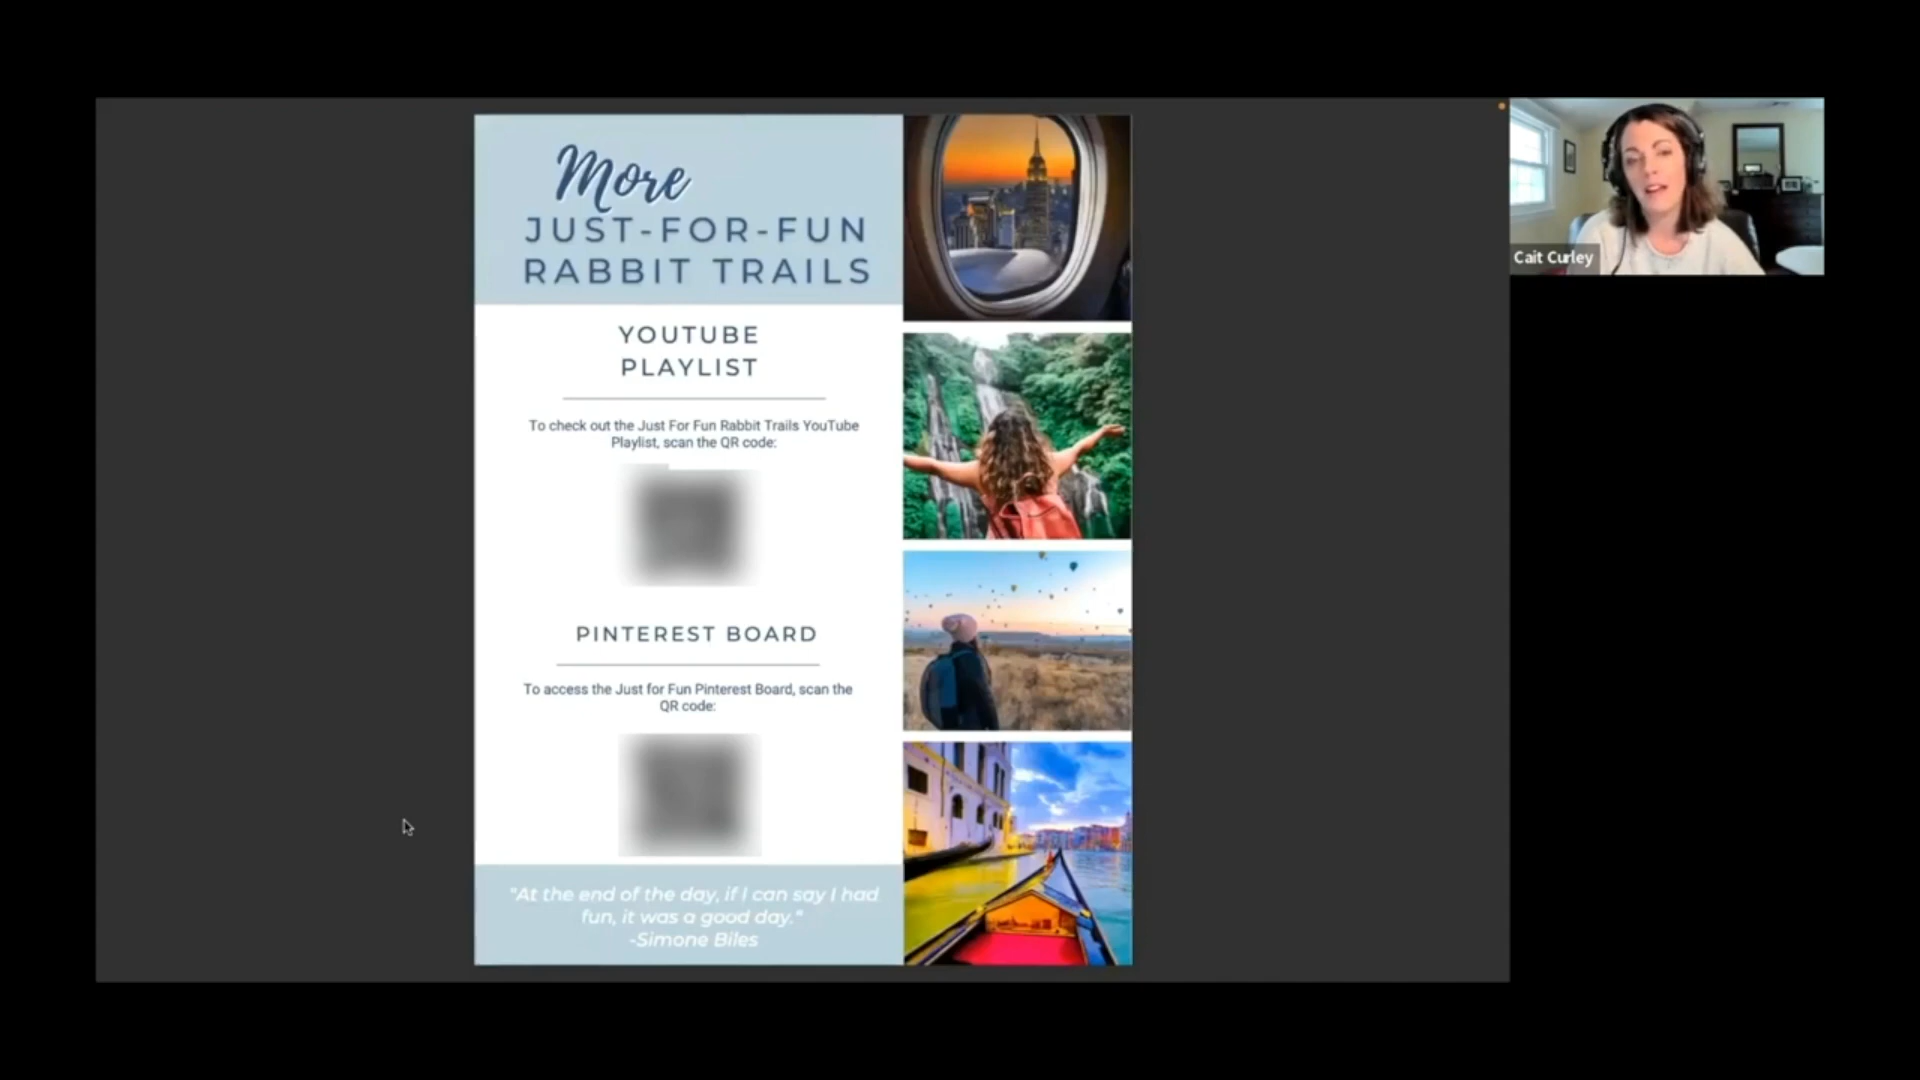 More
JUST-FOR-FUN
RABBIT TRAILS
YOUTUBE
PLAYLIST
To check out the Just For Fun Rabbit Trails YouTube
Playlist, scan the QR code:
PINTEREST BOARD
To access the Just for Fun Pinterest Board, scan the
QR code:
"At the end of the day, if I can say I had
fun, it was a good day."
-Simone Biles
Cait Curley